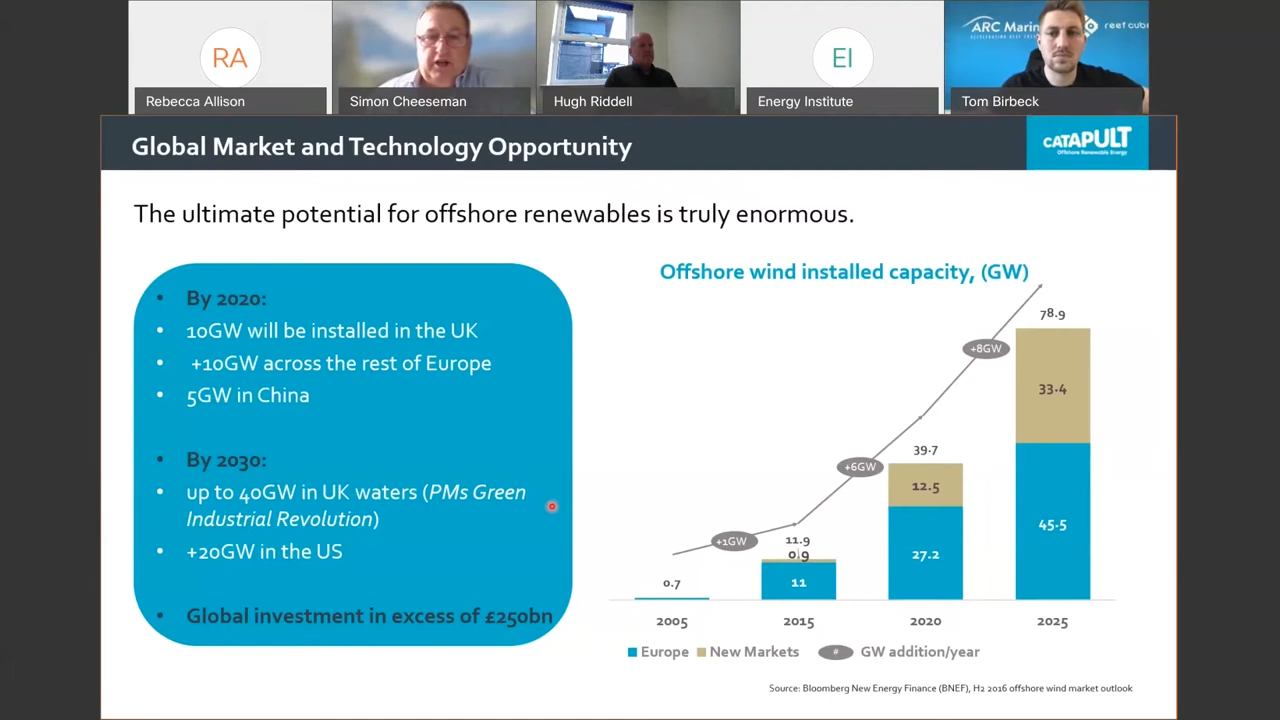 RA
EI
ARC Marin
reef cube
Rebecca Allison
Simon Cheeseman
Hugh Riddell
Energy Institute
Tom Birbeck
Global Market and Technology Opportunity
CATAPULT
Offshore Renewable Energy
The ultimate potential for offshore renewables is truly enormous.
• By 2020:
• 10GW will be installed in the UK
• +10GW across the rest of Europe
• 5GW in China
• By 2030:
• up to 40GW in UK waters (PMs Green
Industrial Revolution)
• +20GW in the US
• Global investment in excess of £250bn
Offshore wind installed capacity, (GW)
78.9
+8GW
33.4
39.7
+6GW
12.5
45.5
+1GW
11.9
0.9
27.2
0.7
11
2005 2015 2020 2025
Europe New Markets # GW addition/year
Source: Bloomberg New Energy Finance (BNEF), H2 2016 offshore wind market outlook